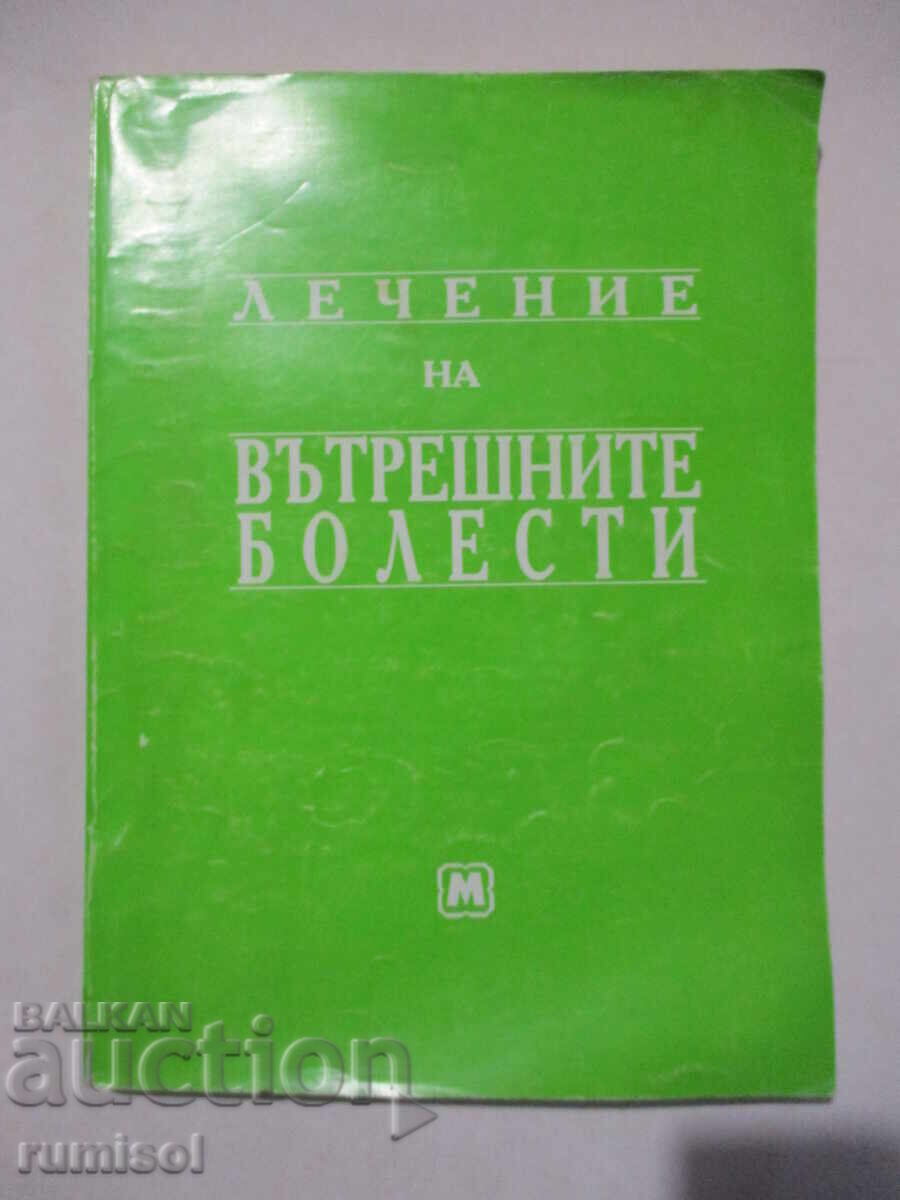 ЛЕЧЕНИЕ
НА
ВЪТРЕШНИТЕ
БОЛЕСТИ
М
BALKAN
auction
rumisol